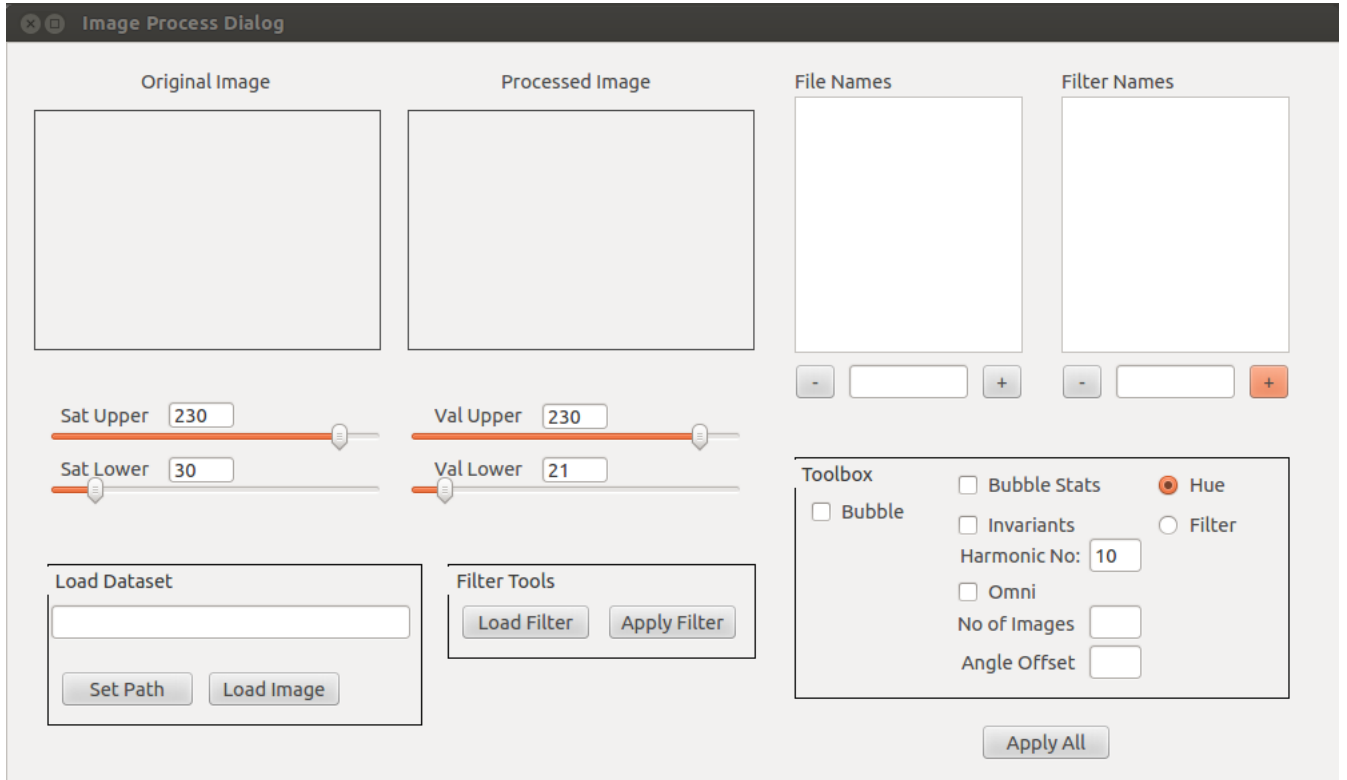 Image Process Dialog
Original Image
Processed Image
File Names
Filter Names
-
+
-
+
Sat Upper 230
Val Upper 230
Sat Lower 30
Val Lower 21
Toolbox
Bubble
Bubble Stats
Hue
Invariants
Filter
Harmonic No: 10
Omni
No of Images
Angle Offset
Load Dataset
Set Path
Load Image
Filter Tools
Load Filter
Apply Filter
Apply All